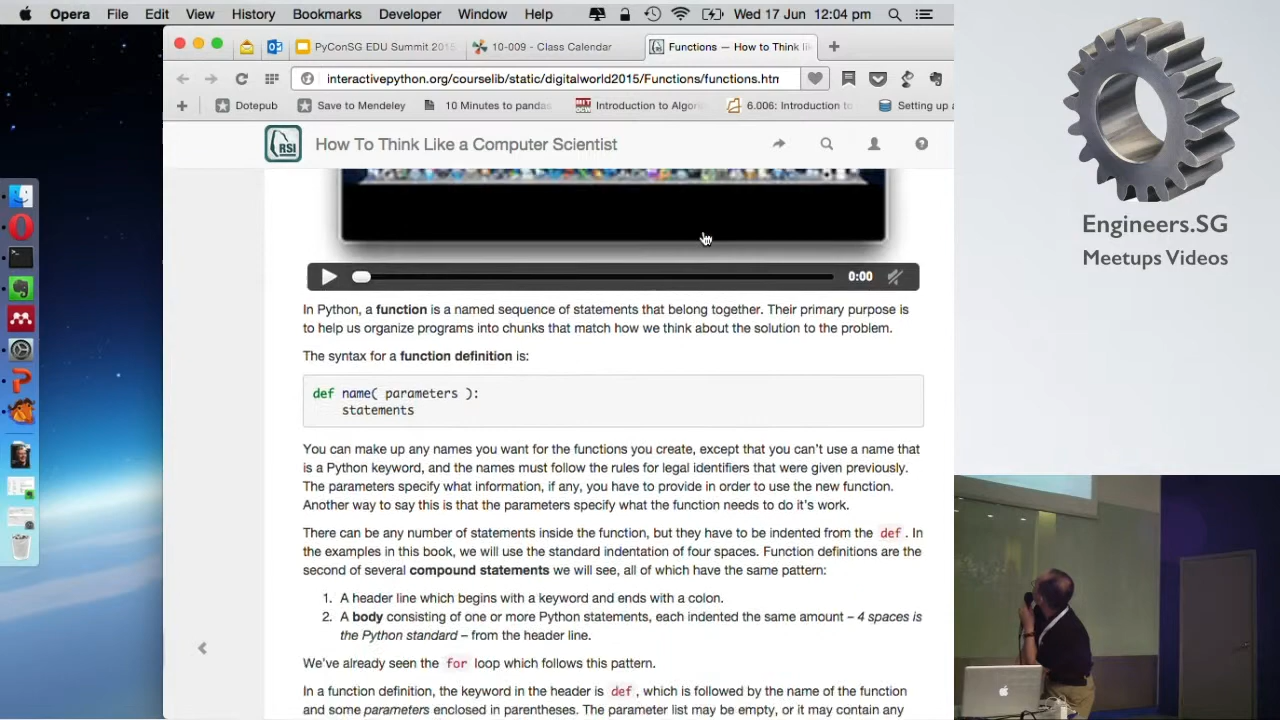 Opera File Edit View History Bookmarks Developer Window Help Wed 17 Jun 12:04 pm
PyConSG EDU Summit 2015 10-009 - Class Calendar Functions — How to Think li
interactivepython.org/courselib/static/digitalworld2015/Functions/functions.htm
Dotepub Save to Mendeley 10 Minutes to pandas Introduction to Algor 6.006: Introduction to Setting up a
RSI How To Think Like a Computer Scientist
0:00
In Python, a function is a named sequence of statements that belong together. Their primary purpose is
to help us organize programs into chunks that match how we think about the solution to the problem.
The syntax for a function definition is:
def name( parameters ):
statements
You can make up any names you want for the functions you create, except that you can't use a name that
is a Python keyword, and the names must follow the rules for legal identifiers that were given previously.
The parameters specify what information, if any, you have to provide in order to use the new function.
Another way to say this is that the parameters specify what the function needs to do it's work.
There can be any number of statements inside the function, but they have to be indented from the def. In
the examples in this book, we will use the standard indentation of four spaces. Function definitions are the
second of several compound statements we will see, all of which have the same pattern:
1. A header line which begins with a keyword and ends with a colon.
2. A body consisting of one or more Python statements, each indented the same amount – 4 spaces is
the Python standard – from the header line.
We've already seen the for loop which follows this pattern.
In a function definition, the keyword in the header is def, which is followed by the name of the function
and some parameters enclosed in parentheses. The parameter list may be empty, or it may contain any
Engineers.SG
Meetups Videos